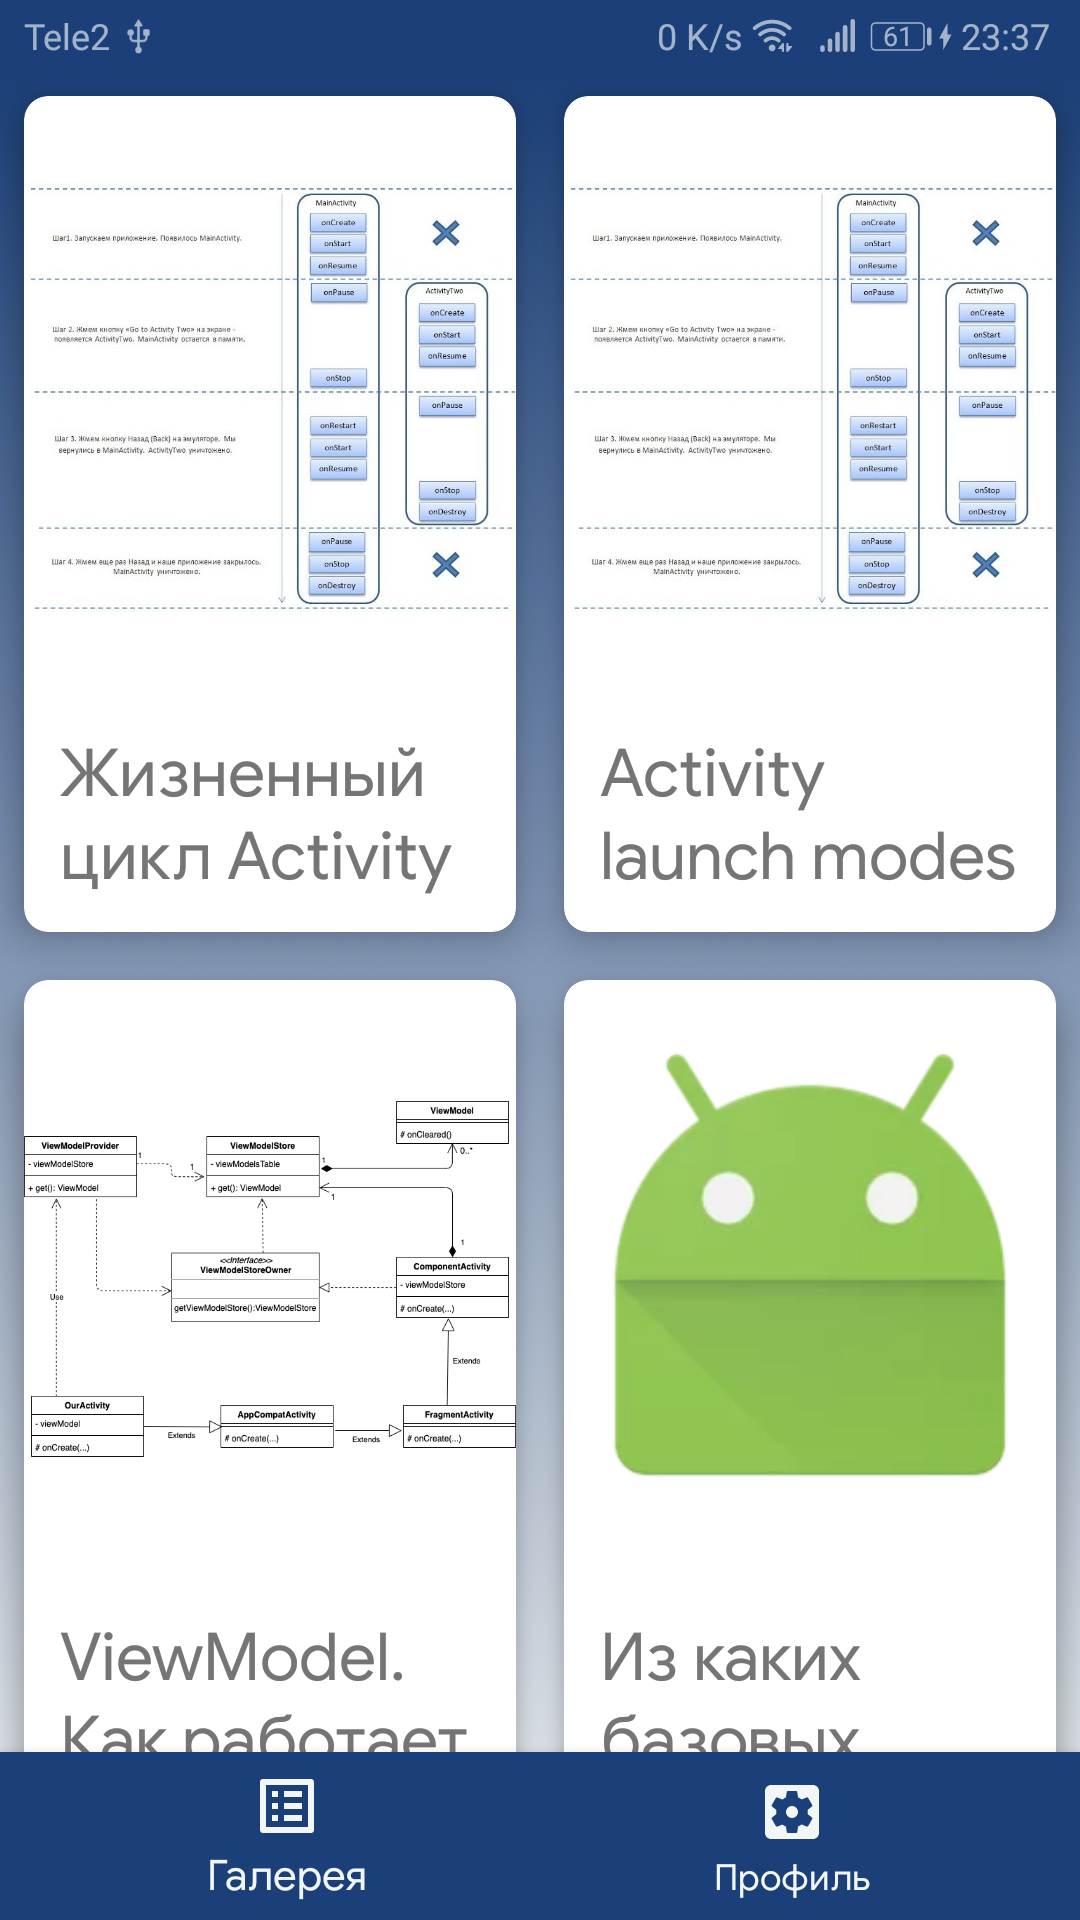 Tele2
0 K/s
61
23:37
MainActivity
onCreate
Шаг1. Запускаем приложение. Появилось MainActivity.
onStart
onResume
onPause
ActivityTwo
onCreate
Шаг 2. Жмем кнопку «Go to Activity Two» на экране -
появляется ActivityTwo. MainActivity остается в памяти.
onStart
onResume
onStop
onPause
onRestart
Шаг 3. Жмем кнопку Назад (Back) на эмуляторе. Мы
вернулись в MainActivity. ActivityTwo уничтожено.
onStart
onResume
onStop
onDestroy
onPause
Шаг 4. Жмем еще раз Назад и наше приложение закрылось.
MainActivity уничтожено.
onStop
onDestroy
Жизненный
цикл Activity
MainActivity
onCreate
Шаг1. Запускаем приложение. Появилось MainActivity.
onStart
onResume
onPause
ActivityTwo
onCreate
Шаг 2. Жмем кнопку «Go to Activity Two» на экране -
появляется ActivityTwo. MainActivity остается в памяти.
onStart
onResume
onStop
onPause
onRestart
Шаг 3. Жмем кнопку Назад (Back) на эмуляторе. Мы
вернулись в MainActivity. ActivityTwo уничтожено.
onStart
onResume
onStop
onDestroy
onPause
Шаг 4. Жмем еще раз Назад и наше приложение закрылось.
MainActivity уничтожено.
onStop
onDestroy
Activity
launch modes
ViewModel
# onCleared()
0..*
ViewModelProvider
- viewModelStore
+ get(): ViewModel
1
1
ViewModelStore
- viewModelsTable
+ get(): ViewModel
1
1
1
<<Interface>>
ViewModelStoreOwner
getViewModelStore():ViewModelStore
ComponentActivity
- viewModelStore
# onCreate(...)
Use
Extends
OurActivity
- viewModel
# onCreate(...)
Extends
AppCompatActivity
# onCreate(...)
Extends
FragmentActivity
# onCreate(...)
ViewModel.
Как работает
Из каких
базовых
Галерея
Профиль